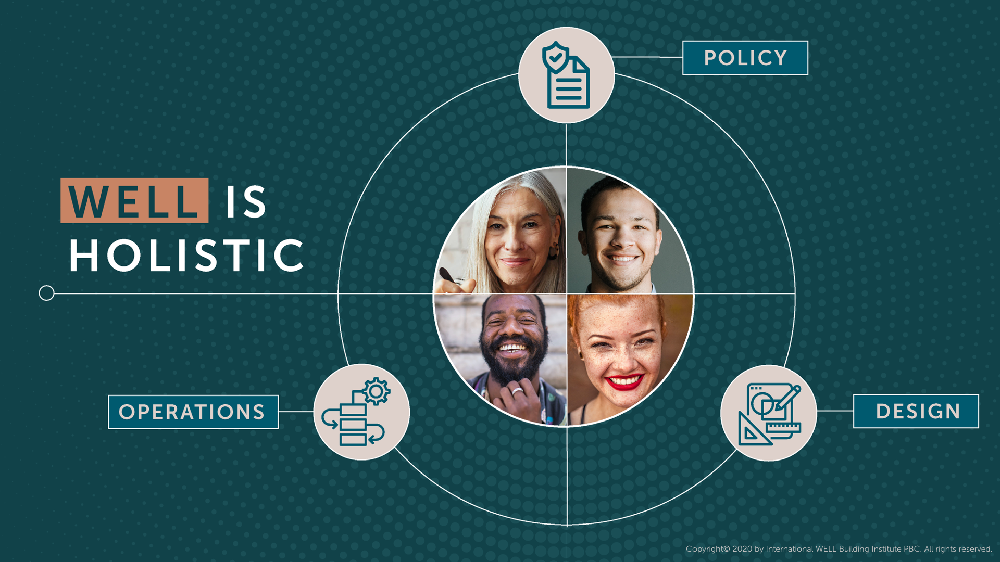 POLICY
WELL IS
HOLISTIC
OPERATIONS
DESIGN
Copyright© 2020 by International WELL Building Institute PBC. All rights reserved.